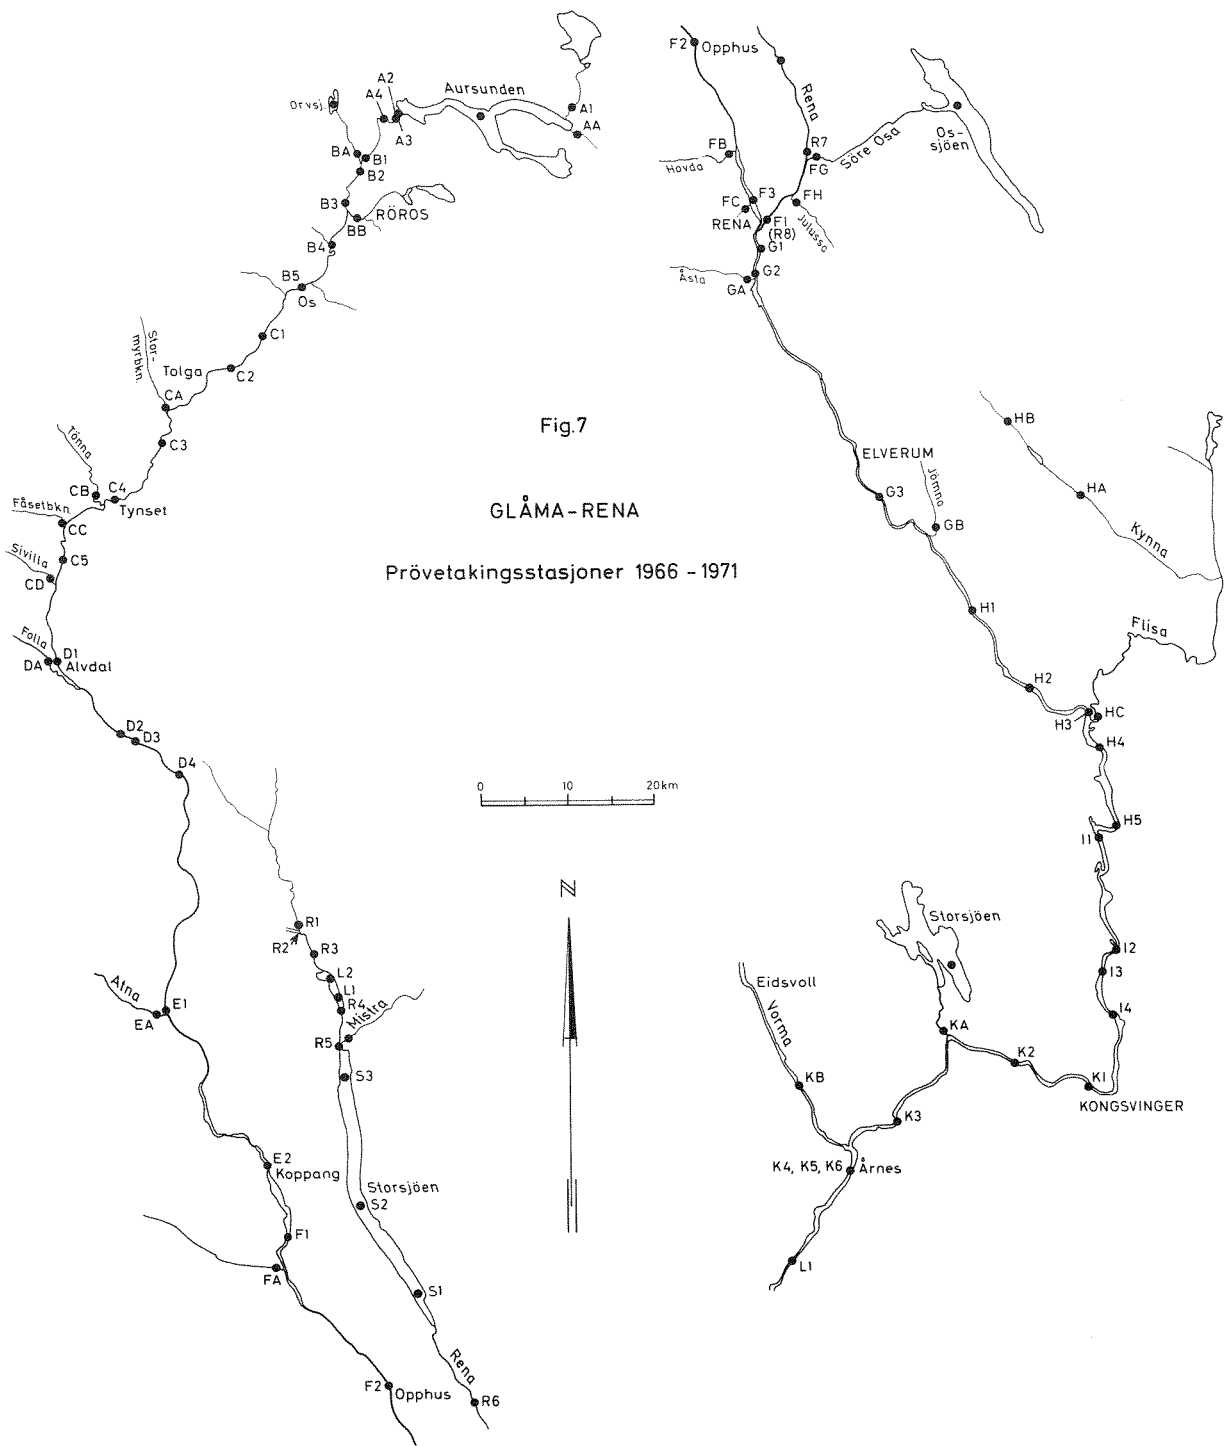 A2
A4
A3
Aursunden
A1
AA
Orvsj.
BA
B1
B2
B3
BB
RÖROS
B4
B5
Os
C1
C2
Tolga
Stor-
myrbkn.
CA
C3
Tönna
CB
C4
Tynset
Fåsetbkn.
CC
Sivilla
C5
CD
Folla
D1
DA
Alvdal
D2
D3
D4
R1
R2
R3
L2
L1
R4
Mistra
R5
S3
Atna
E1
EA
E2
Koppang
Storsjöen
S2
F1
FA
S1
Rena
F2
Opphus
R6
Fig.7
GLÅMA-RENA
Prövetakingsstasjoner 1966 - 1971
0 10 20 km
N
F2
Opphus
Rena
R7
FG
Söre Osa
Os-
sjöen
FB
Hovda
FC
F3
FH
RENA
F1
(R8)
Julussa
G1
Åsta
G2
GA
ELVERUM
G3
Jömna
GB
HB
HA
Kynna
H1
Flisa
H2
H3
HC
H4
H5
I1
I2
I3
I4
Storsjöen
Eidsvoll
Vorma
KA
K2
K1
KONGSVINGER
KB
K3
K4, K5, K6
Årnes
L1